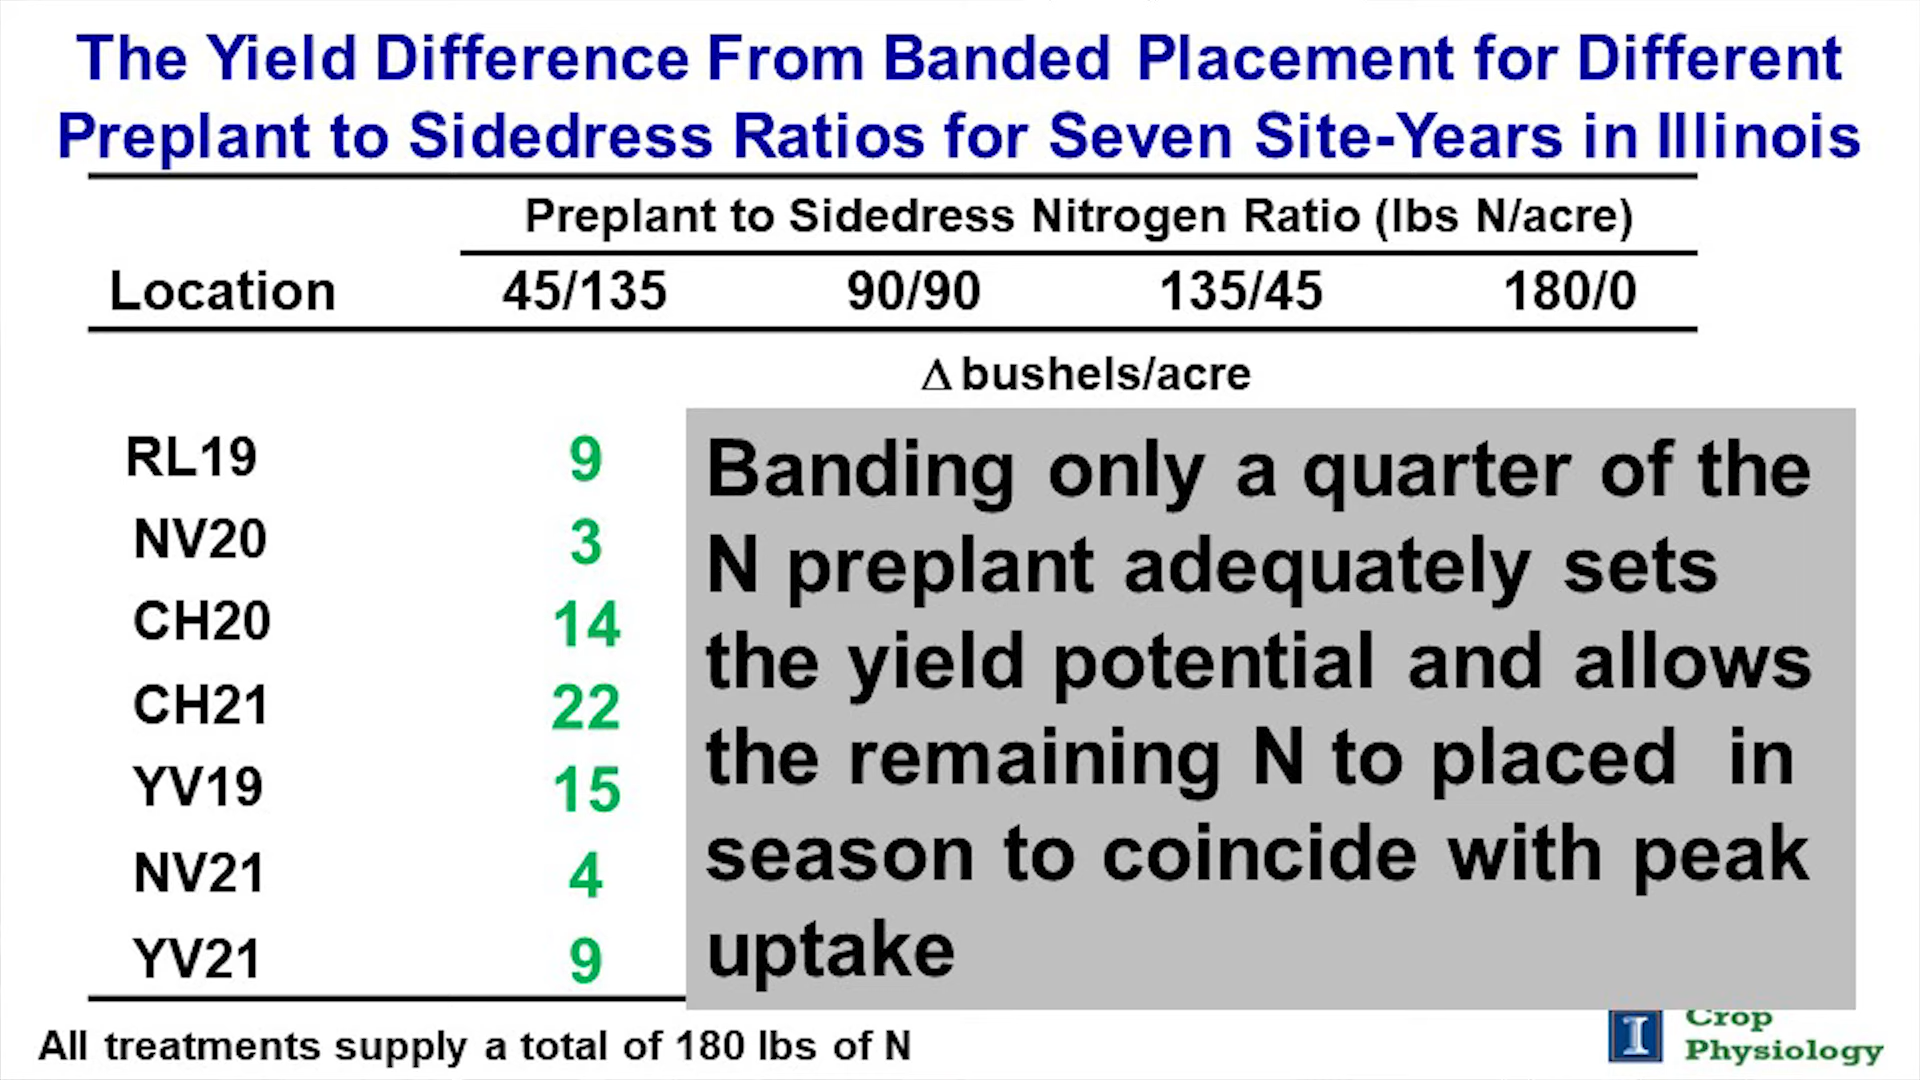 The Yield Difference From Banded Placement for Different
Preplant to Sidedress Ratios for Seven Site-Years in Illinois
Preplant to Sidedress Nitrogen Ratio (lbs N/acre)
Location 45/135 90/90 135/45 180/0
Δ bushels/acre
RL19 9
NV20 3
CH20 14
CH21 22
YV19 15
NV21 4
YV21 9
Banding only a quarter of the
N preplant adequately sets
the yield potential and allows
the remaining N to placed in
season to coincide with peak
uptake
All treatments supply a total of 180 lbs of N
I
Crop
Physiology